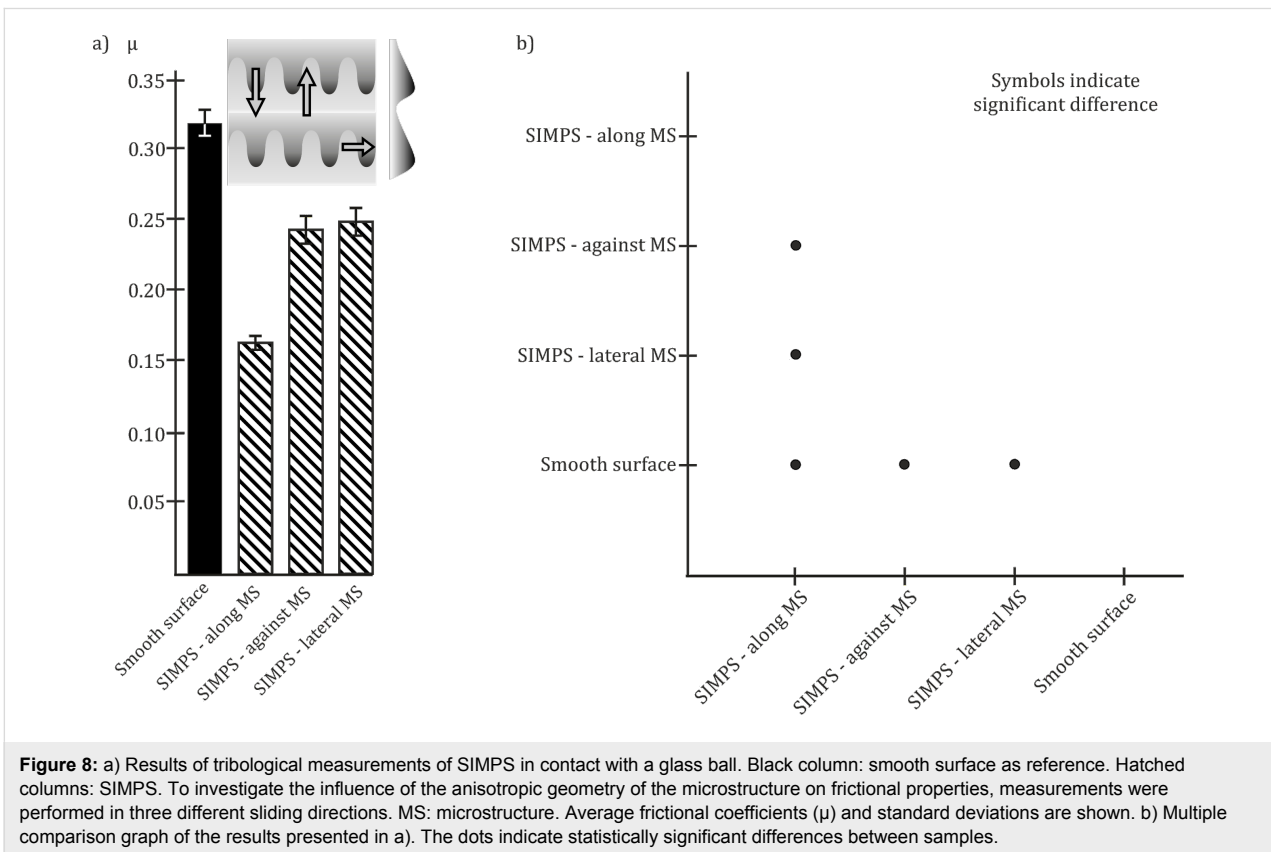 a) μ
0.35
0.30
0.25
0.20
0.15
0.10
0.05
Smooth surface
SIMPS - along MS
SIMPS - against MS
SIMPS - lateral MS
b)
Symbols indicate
significant difference
SIMPS - along MS
SIMPS - against MS
SIMPS - lateral MS
Smooth surface
SIMPS - along MS
SIMPS - against MS
SIMPS - lateral MS
Smooth surface
Figure 8: a) Results of tribological measurements of SIMPS in contact with a glass ball. Black column: smooth surface as reference. Hatched
columns: SIMPS. To investigate the influence of the anisotropic geometry of the microstructure on frictional properties, measurements were
performed in three different sliding directions. MS: microstructure. Average frictional coefficients (μ) and standard deviations are shown. b) Multiple
comparison graph of the results presented in a). The dots indicate statistically significant differences between samples.